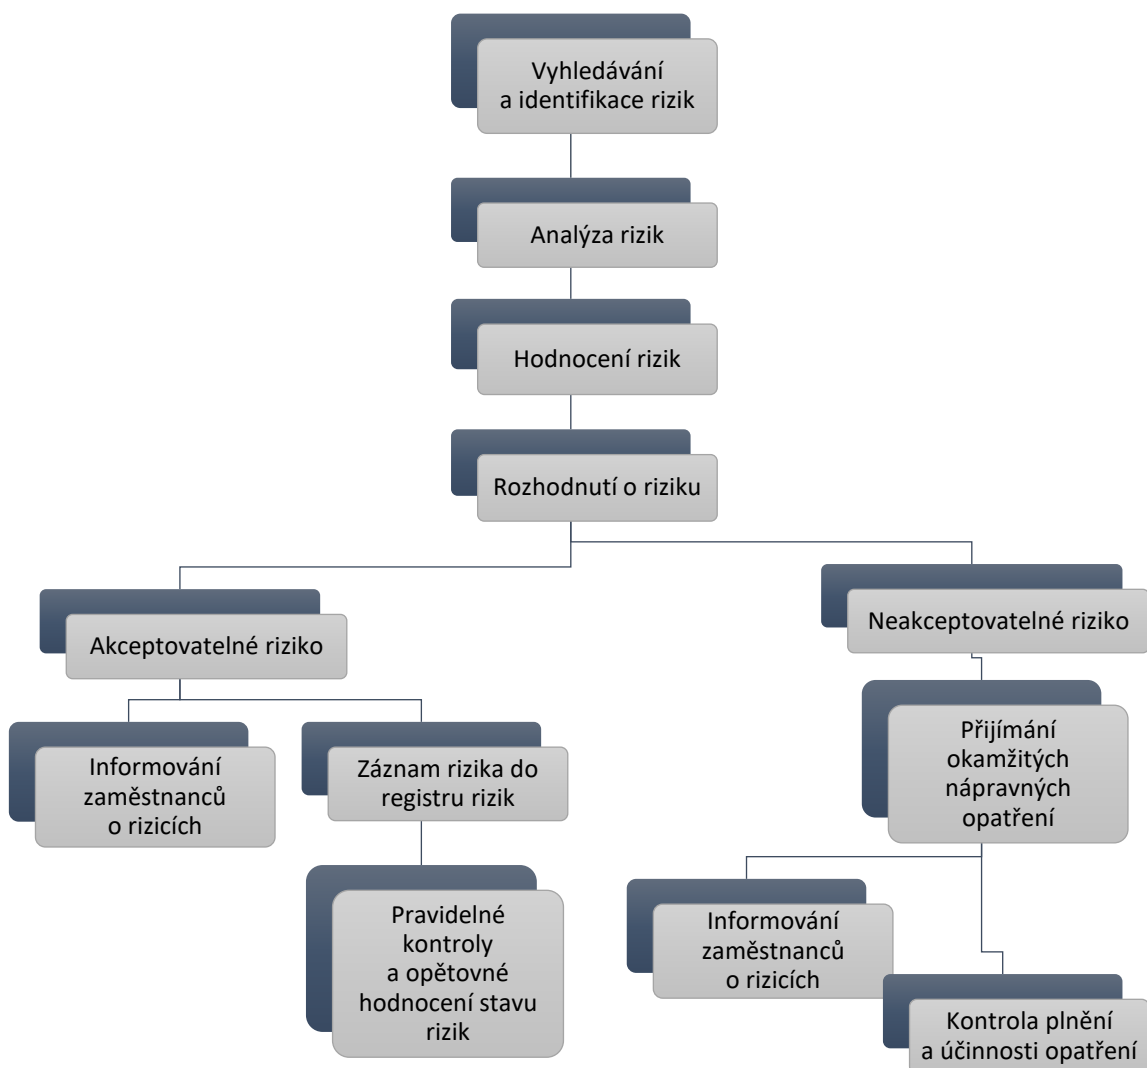 Vyhledávání
a identifikace rizik
Analýza rizik
Hodnocení rizik
Rozhodnutí o riziku
Akceptovatelné riziko
Neakceptovatelné riziko
Informování
zaměstnanců
o rizicích
Záznam rizika do
registru rizik
Pravidelné
kontroly
a opětovné
hodnocení stavu
rizik
Přijímání
okamžitých
nápravných
opatření
Informování
zaměstnanců
o rizicích
Kontrola plnění
a účinnosti opatření